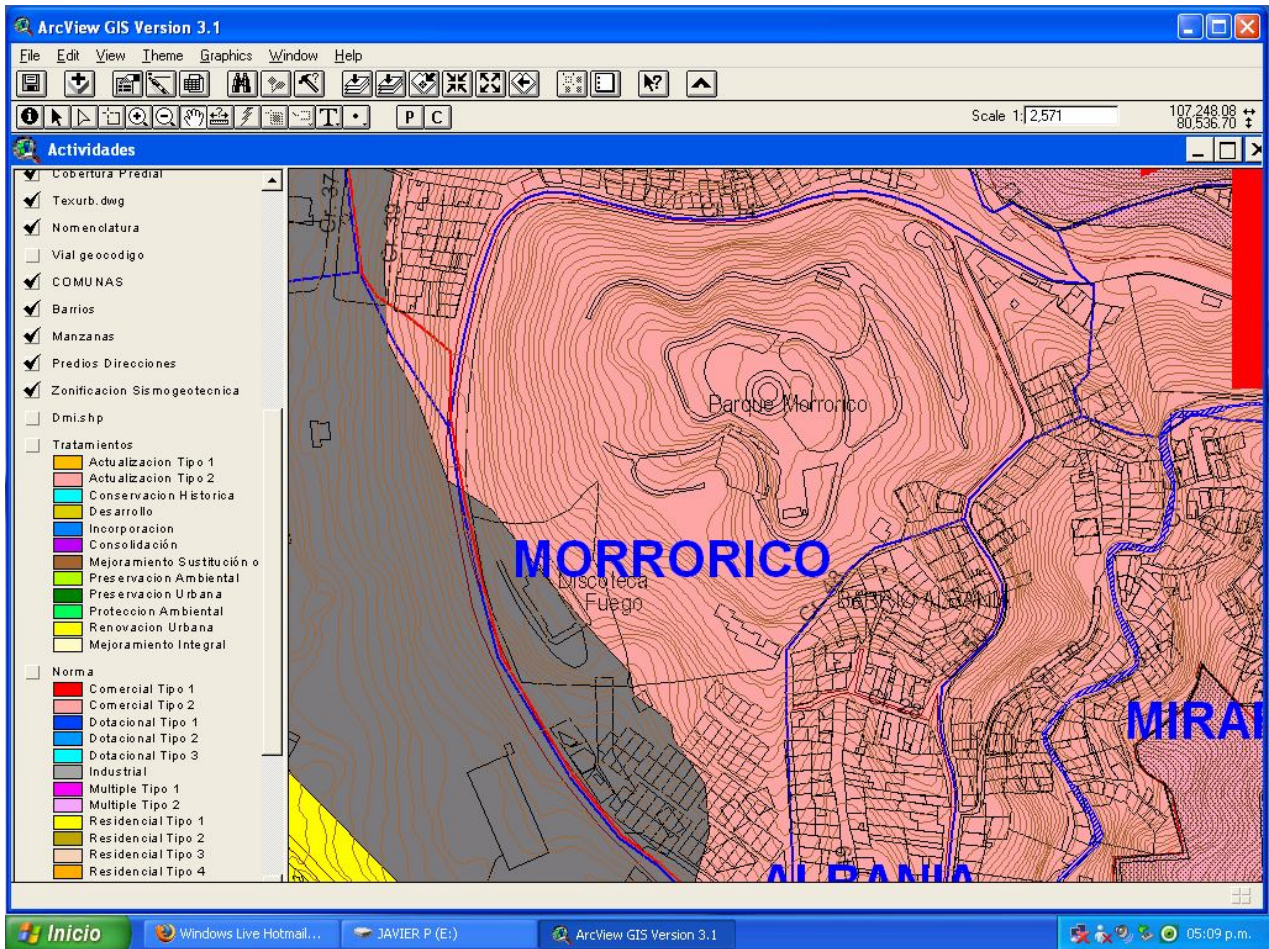 ArcView GIS Version 3.1
File Edit View Theme Graphics Window Help
P C
Scale 1: 2,571
107,248.08
80,536.70
Actividades
Cobertura Predial
Texurb.dwg
Nomenclatura
Vial geocodigo
COMUNAS
Barrios
Manzanas
Predios Direcciones
Zonificacion Sismogeotecnica
Dmi.shp
Tratamientos
Actualizacion Tipo 1
Actualizacion Tipo 2
Conservacion Historica
Desarrollo
Incorporacion
Consolidación
Mejoramiento Sustitución o
Preservacion Ambiental
Preservacion Urbana
Proteccion Ambiental
Renovacion Urbana
Mejoramiento Integral
Norma
Comercial Tipo 1
Comercial Tipo 2
Dotacional Tipo 1
Dotacional Tipo 2
Dotacional Tipo 3
Industrial
Multiple Tipo 1
Multiple Tipo 2
Residencial Tipo 1
Residencial Tipo 2
Residencial Tipo 3
Residencial Tipo 4
Cr 37
Parque Morrorico
MORRORICO
Discoteca
Fuego
BARRIO ALBANIA
MIRA
ALBANIA
Inicio
Windows Live Hotmail...
JAVIER P (E:)
ArcView GIS Version 3.1
05:09 p.m.